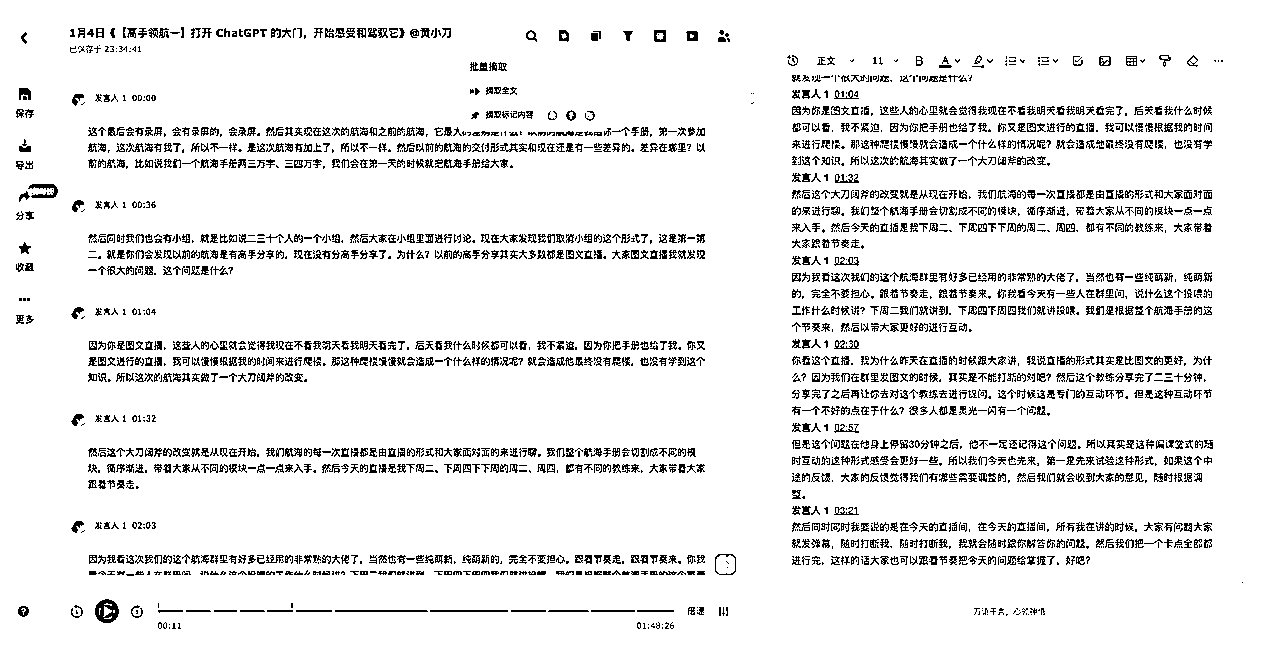 1月4日《【高手领航一】打开 ChatGPT 的大门，开始感受和驾驭它》@黄小刀
已保存于 23:34:41
批量摘取
摘取全文
摘取标记内容
保存
导出
分享
收藏
更多
发言人 1 00:00
这个最后会有录屏，会有录屏的，会录屏。然后其实现在这次的航海和之前的航海，它是
一个手册，第一次参加
航海，这次航海有我了，所以不一样。是这次航海有加上了，所以不一样。然后以前的航海的交付形式其实和现在还是有一些差异的。差异在哪里？以
前的航海，比如说我们一个航海手册两三万字、三四万字，我们会在第一天的时候就把航海手册给大家。
发言人 1 00:36
然后同时我们也会有小组，就是比如说二三十个人的一个小组，然后大家在小组里面进行讨论。现在大家发现我们取消小组的这个形式了，这是第一第
二。就是你们会发现以前的航海是有高手分享的，现在没有分高手分享了。为什么？以前的高手分享其实大多数都是图文直播。大家图文直播我就发现
一个很大的问题，这个问题是什么？
发言人 1 01:04
因为你是图文直播，这些人的心里就会觉得我现在不看我明天看我明天看完了，后天看我什么时候都可以看，我不紧迫，因为你把手册也给了我。你又
是图文进行的直播，我可以慢慢根据我的时间来进行爬楼。那这种爬楼慢慢就会造成一个什么样的情况呢？就会造成他最终没有爬楼，也没有学到这个
知识。所以这次的航海其实做了一个大刀阔斧的改变。
发言人 1 01:32
然后这个大刀阔斧的改变就是从现在开始，我们航海的每一次直播都是由直播的形式和大家面对面的来进行聊。我们整个航海手册会切割成不同的模
块，循序渐进，带着大家从不同的模块一点一点来入手。然后今天的直播是我下周二、下周四下下周的周二、周四，都有不同的教练来，大家带着大家
跟着节奏走。
发言人 1 02:03
因为我看这次我们的这个航海群里有好多已经用的非常熟的大佬了，当然也有一些纯萌新，纯萌新的，完全不要担心。跟着节奏走，跟着节奏来。你我
00:11
01:48:26
倍速
正文
11
就发现一个很大的问题，这个问题是什么？
发言人 1 01:04
因为你是图文直播，这些人的心里就会觉得我现在不看我明天看我明天看完了，后天看我什么时候
都可以看，我不紧迫，因为你把手册也给了我。你又是图文进行的直播，我可以慢慢根据我的时间
来进行爬楼。那这种爬楼慢慢就会造成一个什么样的情况呢？就会造成他最终没有爬楼，也没有学
到这个知识。所以这次的航海其实做了一个大刀阔斧的改变。
发言人 1 01:32
然后这个大刀阔斧的改变就是从现在开始，我们航海的每一次直播都是由直播的形式和大家面对面
的来进行聊。我们整个航海手册会切割成不同的模块，循序渐进，带着大家从不同的模块一点一点
来入手。然后今天的直播是我下周二、下周四下下周的周二、周四，都有不同的教练来，大家带着
大家跟着节奏走。
发言人 1 02:03
因为我看这次我们的这个航海群里有好多已经用的非常熟的大佬了，当然也有一些纯萌新，纯萌新
的，完全不要担心。跟着节奏走，跟着节奏来。你我看今天有一些人在群里问，说什么这个投喂的
工作什么时候讲？下周二我们就讲到，下周四下周四我们就讲投喂。我们是根据整个航海手册的这
个节奏来，然后以带大家更好的进行互动。
发言人 1 02:30
你看这个直播，我为什么昨天在直播的时候跟大家讲，我说直播的形式其实是比图文的更好，为什
么？因为我们在群里发图文的时候，其实是不能打断的对吧？然后这个教练分享完了二三十分钟，
分享完了之后再让你去对这个教练去进行提问。这个时候这是专门的互动环节。但是这种互动环节
有一个不好的点在于什么？很多人都是灵光一闪有一个问题。
发言人 1 02:57
但是这个问题在他身上停留30分钟之后，他不一定还记得这个问题。所以其实是这种偏课堂式的随
时互动的这种形式感受会更好一些。所以我们今天也先来，第一是先来试验这种形式，如果这个中
途的反馈，大家的反馈觉得我们有哪些需要调整的，然后我们就会收到大家的意见，随时根据调
整。
发言人 1 03:21
然后同时同时我要说的是在今天的直播间，在今天的直播间，所有我在讲的时候。大家有问题大家
就发弹幕，随时打断我、随时打断我，我就会随时跟你解答你的问题。然后我们把一个卡点全部都
进行完，这样的话大家也可以跟着节奏把今天的问题给掌握了，好吧？